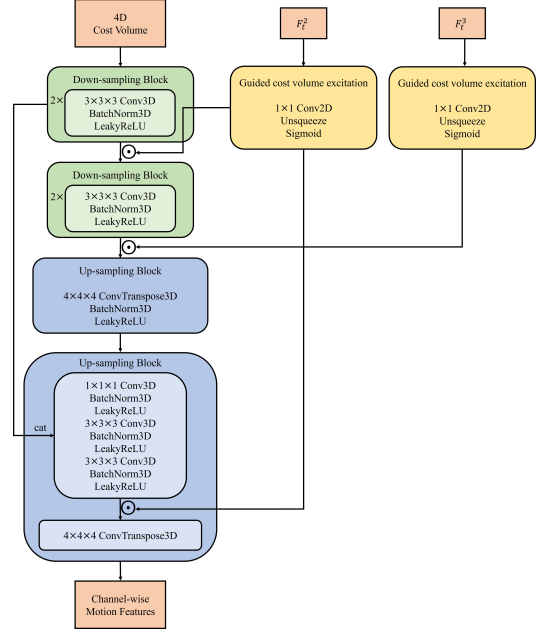 4D
Cost Volume
F_t^2
F_t^3
Down-sampling Block
2×
3×3×3 Conv3D
BatchNorm3D
LeakyReLU
Guided cost volume excitation
1×1 Conv2D
Unsqueeze
Sigmoid
Guided cost volume excitation
1×1 Conv2D
Unsqueeze
Sigmoid
Down-sampling Block
2×
3×3×3 Conv3D
BatchNorm3D
LeakyReLU
Up-sampling Block
4×4×4 ConvTranspose3D
BatchNorm3D
LeakyReLU
Up-sampling Block
1×1×1 Conv3D
BatchNorm3D
LeakyReLU
3×3×3 Conv3D
BatchNorm3D
LeakyReLU
3×3×3 Conv3D
BatchNorm3D
LeakyReLU
cat
4×4×4 ConvTranspose3D
Channel-wise
Motion Features